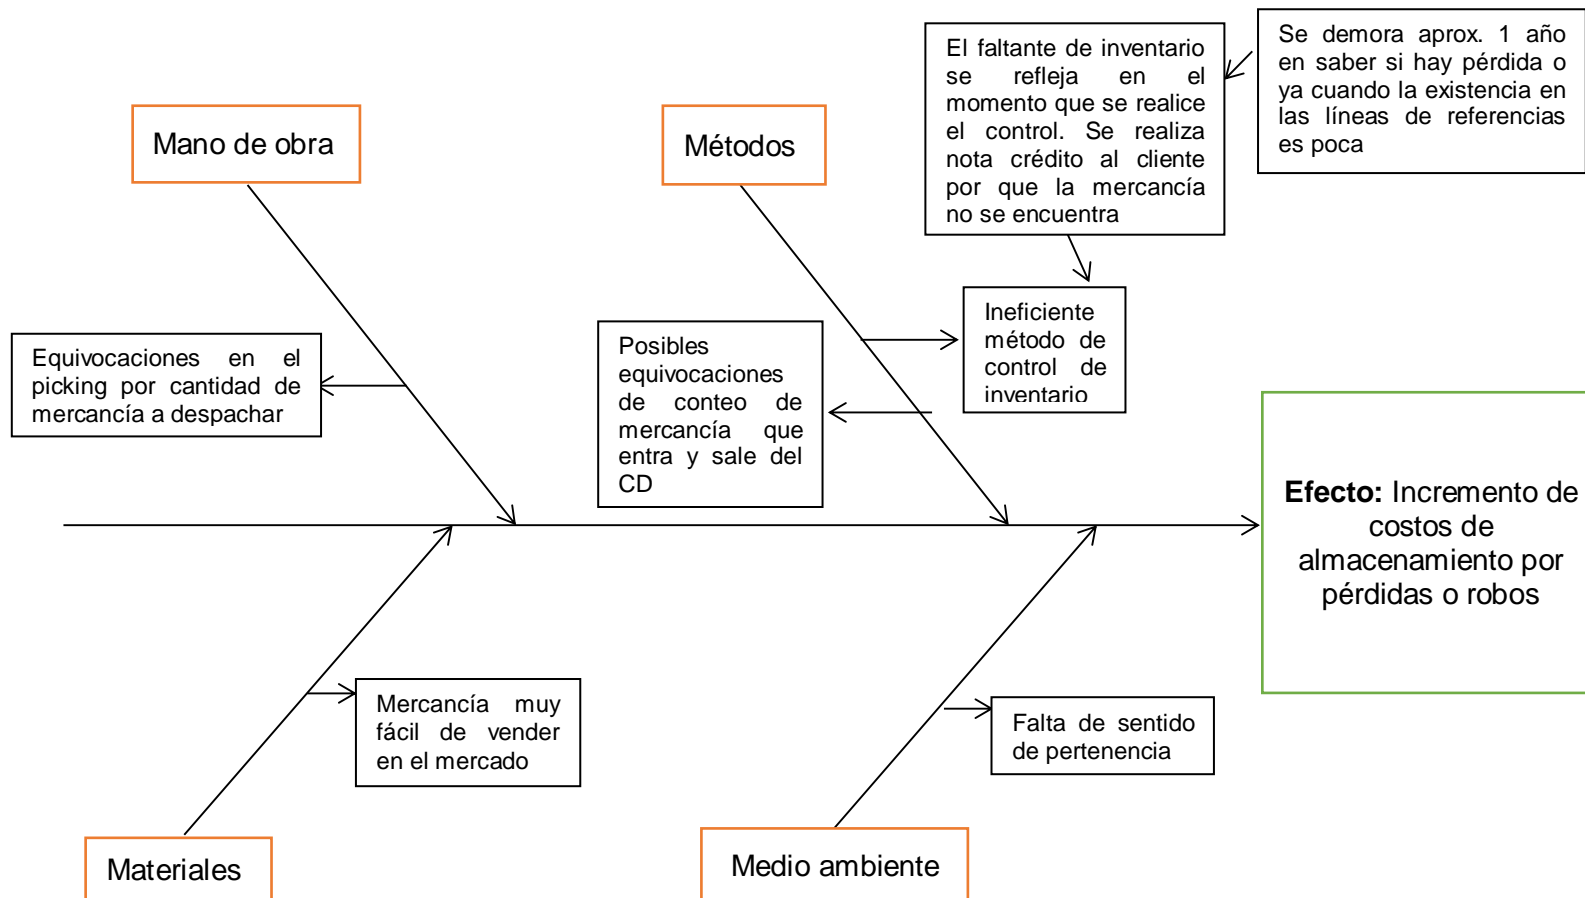 El faltante de inventario
se refleja en el
momento que se realice
el control. Se realiza
nota crédito al cliente
por que la mercancía
no se encuentra
Se demora aprox. 1 año
en saber si hay pérdida o
ya cuando la existencia en
las líneas de referencias
es poca
Mano de obra
Métodos
Ineficiente
método de
control de
inventario
Equivocaciones en el
picking por cantidad de
mercancía a despachar
Posibles
equivocaciones
de conteo de
mercancía que
entra y sale del
CD
Efecto: Incremento de
costos de
almacenamiento por
pérdidas o robos
Mercancía muy
fácil de vender
en el mercado
Falta de sentido
de pertenencia
Materiales
Medio ambiente